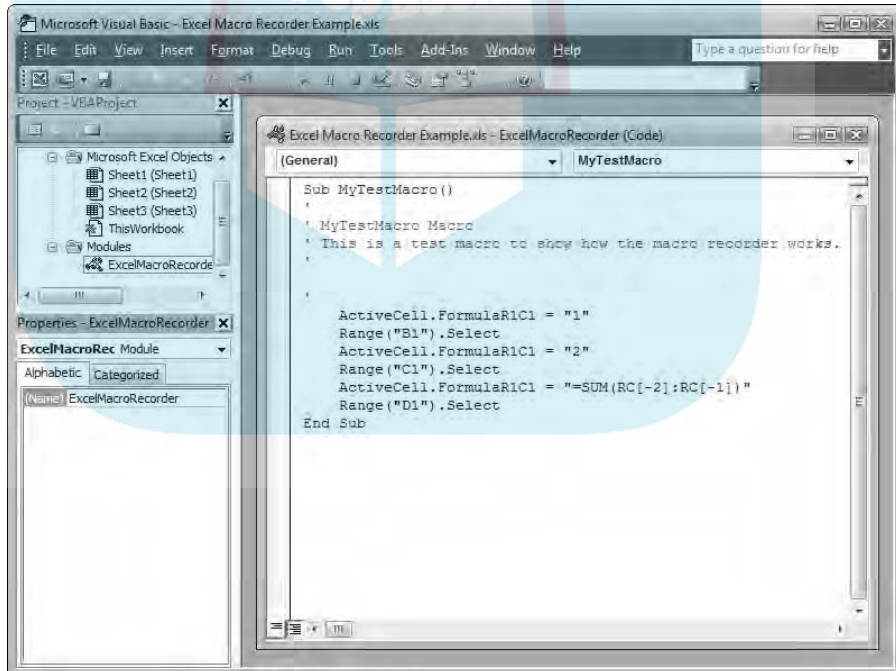 Microsoft Visual Basic - Excel Macro Recorder Example.xls
File Edit View Insert Format Debug Run Tools Add-Ins Window Help
Type a question for help
Project - VBAProject
Microsoft Excel Objects
Sheet1 (Sheet1)
Sheet2 (Sheet2)
Sheet3 (Sheet3)
ThisWorkbook
Modules
ExcelMacroRecorde
Properties - ExcelMacroRecorder
ExcelMacroRec Module
Alphabetic Categorized
(Name) ExcelMacroRecorder
Excel Macro Recorder Example.xls - ExcelMacroRecorder (Code)
(General) MyTestMacro
Sub MyTestMacro()
'
' MyTestMacro Macro
' This is a test macro to show how the macro recorder works.
'
'
ActiveCell.FormulaR1C1 = "1"
Range("B1").Select
ActiveCell.FormulaR1C1 = "2"
Range("C1").Select
ActiveCell.FormulaR1C1 = "=SUM(RC[-2]:RC[-1])"
Range("D1").Select
End Sub